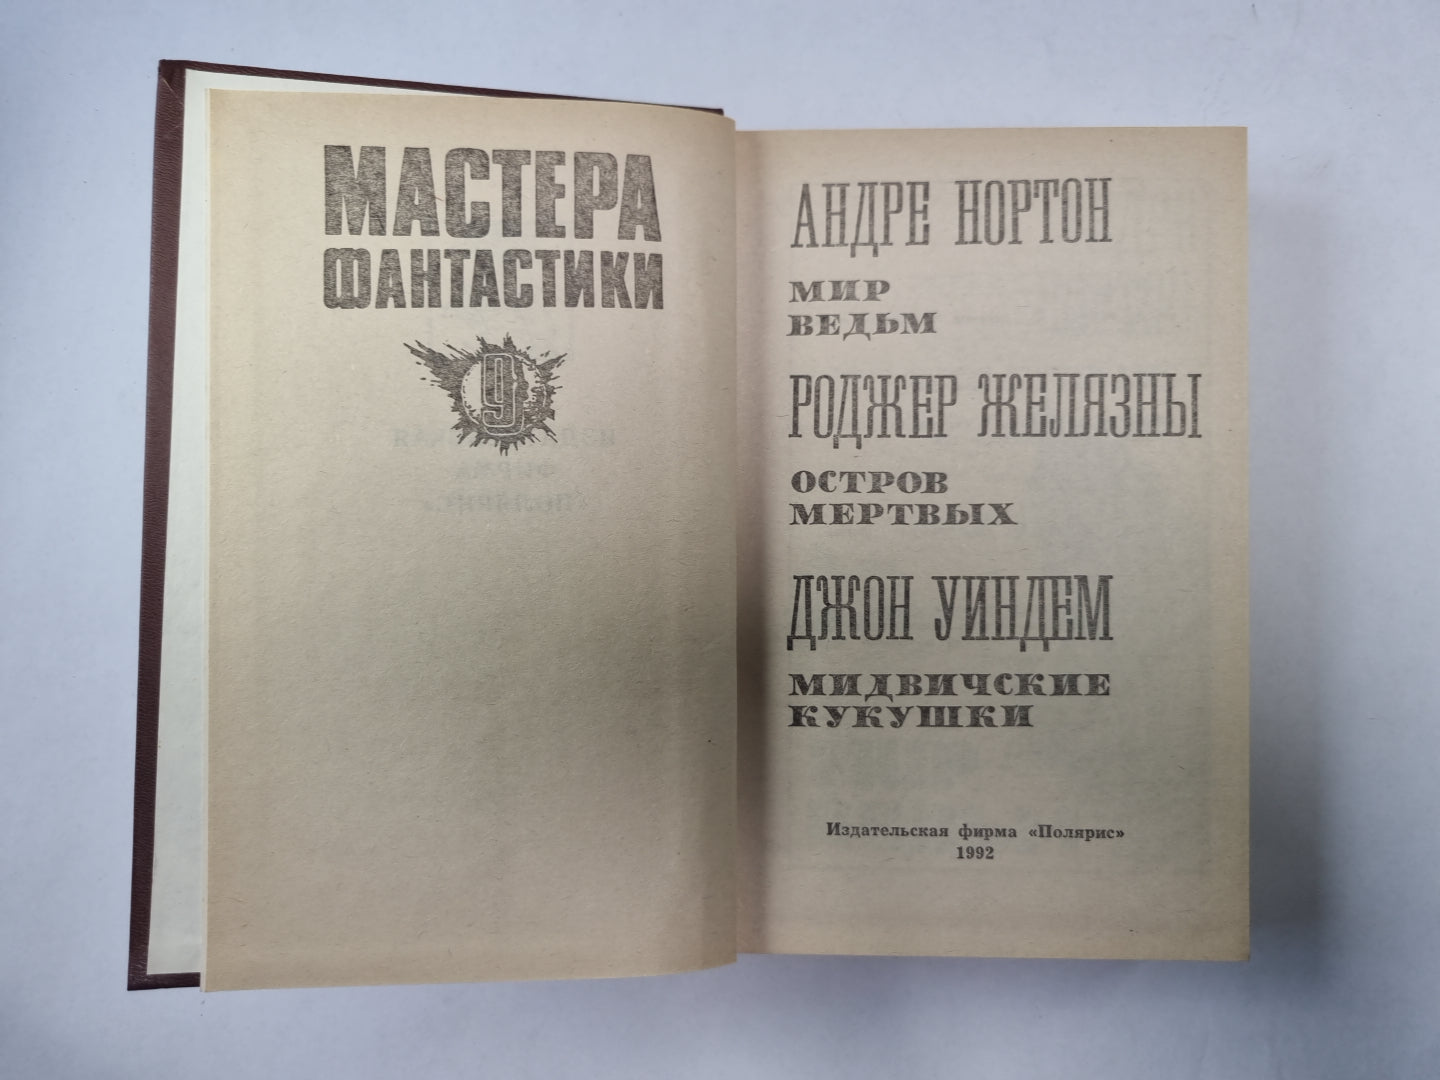 МАСТЕРА
ФАНТАСТИКИ
9
АНДРЕ НОРТОН
МИР
ВЕДЬМ
РОДЖЕР ЖЕЛЯЗНЫ
ОСТРОВ
МЕРТВЫХ
ДЖОН УИНДЕМ
МИДВИЧСКИЕ
КУКУШКИ
Издательская фирма «Полярис»
1992